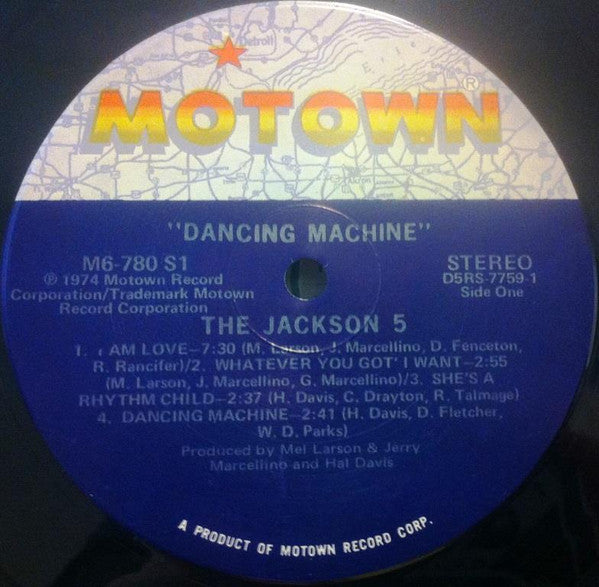 Detroit
Erie
MOTOWN®
"DANCING MACHINE"
M6-780 S1
℗ 1974 Motown Record
Corporation/Trademark Motown
Record Corporation
STEREO
D5RS-7759-1
Side One
THE JACKSON 5
1. I AM LOVE–7:30 (M. Larson, J. Marcellino, D. Fenceton,
R. Rancifer)/2. WHATEVER YOU GOT' I WANT–2:55
(M. Larson, J. Marcellino, G. Marcellino)/3. SHE'S A
RHYTHM CHILD–2:37 (H. Davis, C. Drayton, R. Talmage)
4. DANCING MACHINE–2:41 (H. Davis, D. Fletcher,
W. D. Parks)
Produced by Mel Larson & Jerry
Marcellino and Hal Davis
A PRODUCT OF MOTOWN RECORD CORP.